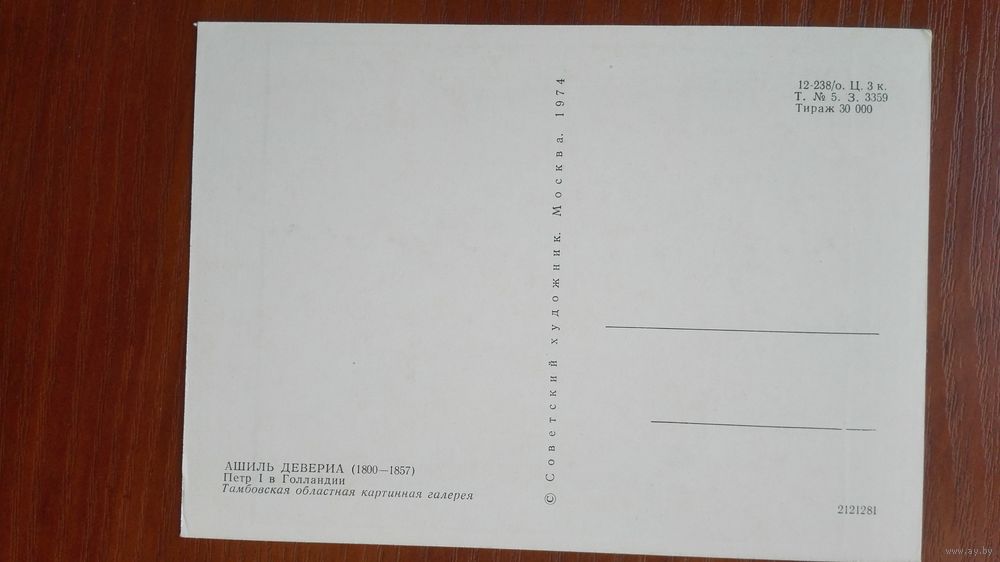 АШИЛЬ ДЕВЕРИА (1800—1857)
Петр I в Голландии
Тамбовская областная картинная галерея
© Советский художник. Москва. 1974
12-238/о. Ц. 3 к.
Т. № 5. З. 3359
Тираж 30 000
2121281
www.ay.by